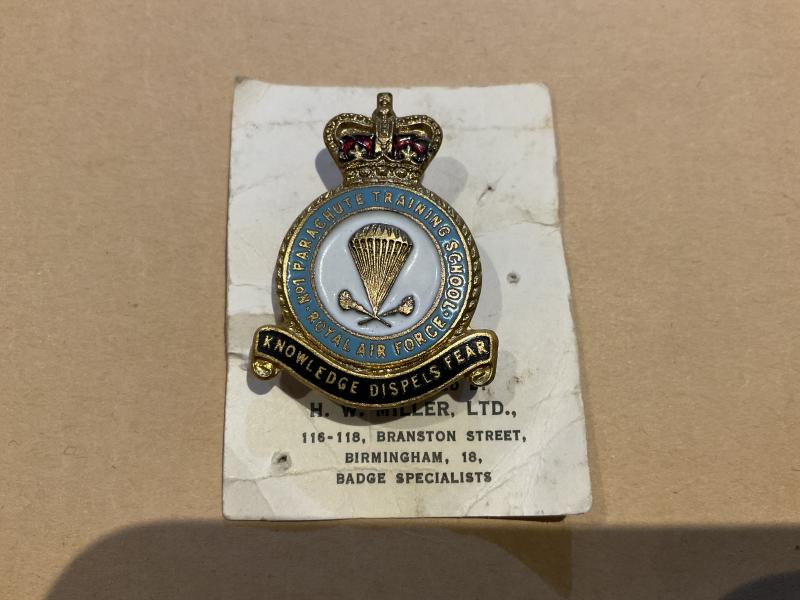 No1 PARACHUTE TRAINING SCHOOL
· ROYAL AIR FORCE ·
KNOWLEDGE DISPELS FEAR
H. W. MILLER, LTD.,
116-118, BRANSTON STREET,
BIRMINGHAM, 18,
BADGE SPECIALISTS